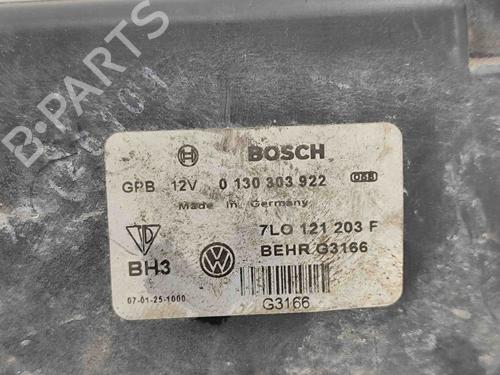 B-PARTS
BOSCH
GPB 12V 0 130 303 922
Made in Germany
7L0 121 203 F
BEHR G3166
BH3
07-01-25-1000
G3166